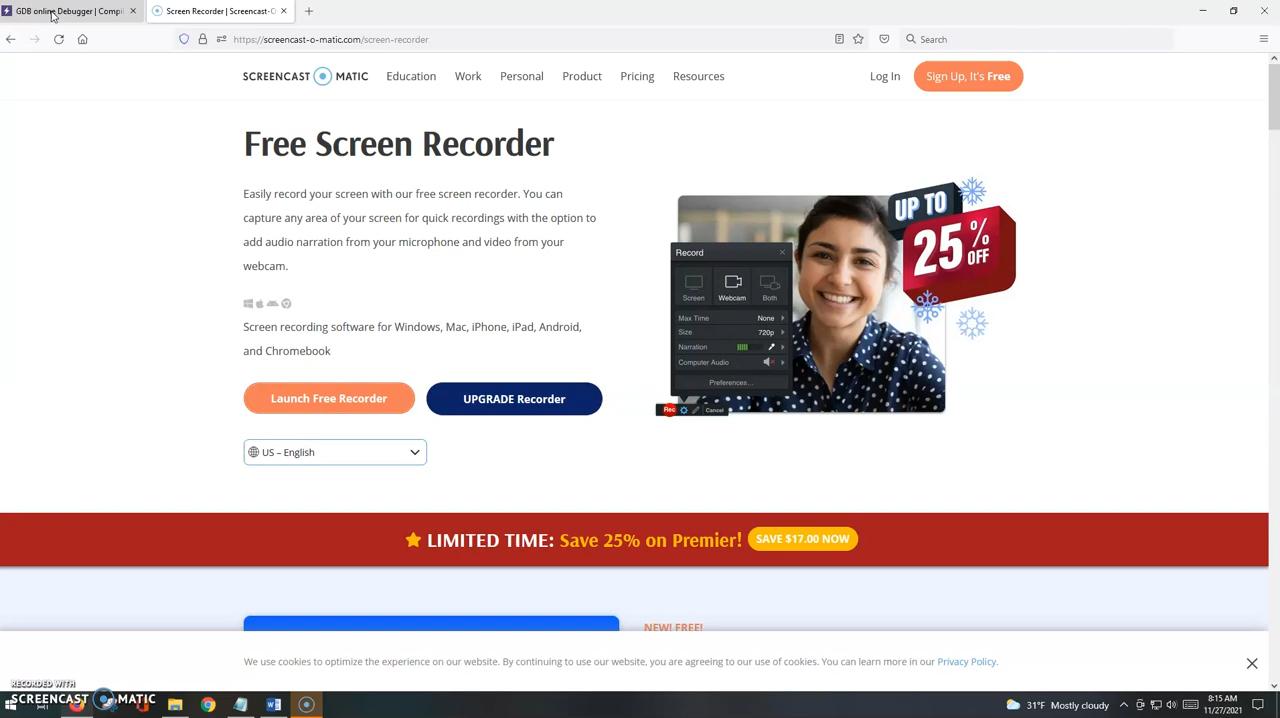 GDB online Debugger | Compil
Screen Recorder | Screencast-O
https://screencast-o-matic.com/screen-recorder
Search
SCREENCAST MATIC
Education
Work
Personal
Product
Pricing
Resources
Log In
Sign Up, It's Free
Free Screen Recorder
Easily record your screen with our free screen recorder. You can
capture any area of your screen for quick recordings with the option to
add audio narration from your microphone and video from your
webcam.
Screen recording software for Windows, Mac, iPhone, iPad, Android,
and Chromebook
Launch Free Recorder
UPGRADE Recorder
US – English
UP TO
25% OFF
Record
Screen
Webcam
Both
Max Time None
Size 720p
Narration
Computer Audio
Preferences...
Rec
Cancel
LIMITED TIME: Save 25% on Premier!
SAVE $17.00 NOW
NEW! FREE!
We use cookies to optimize the experience on our website. By continuing to use our website, you are agreeing to our use of cookies. You can learn more in our Privacy Policy.
RECORDED WITH
SCREENCAST MATIC
31°F Mostly cloudy
8:15 AM
11/27/2021